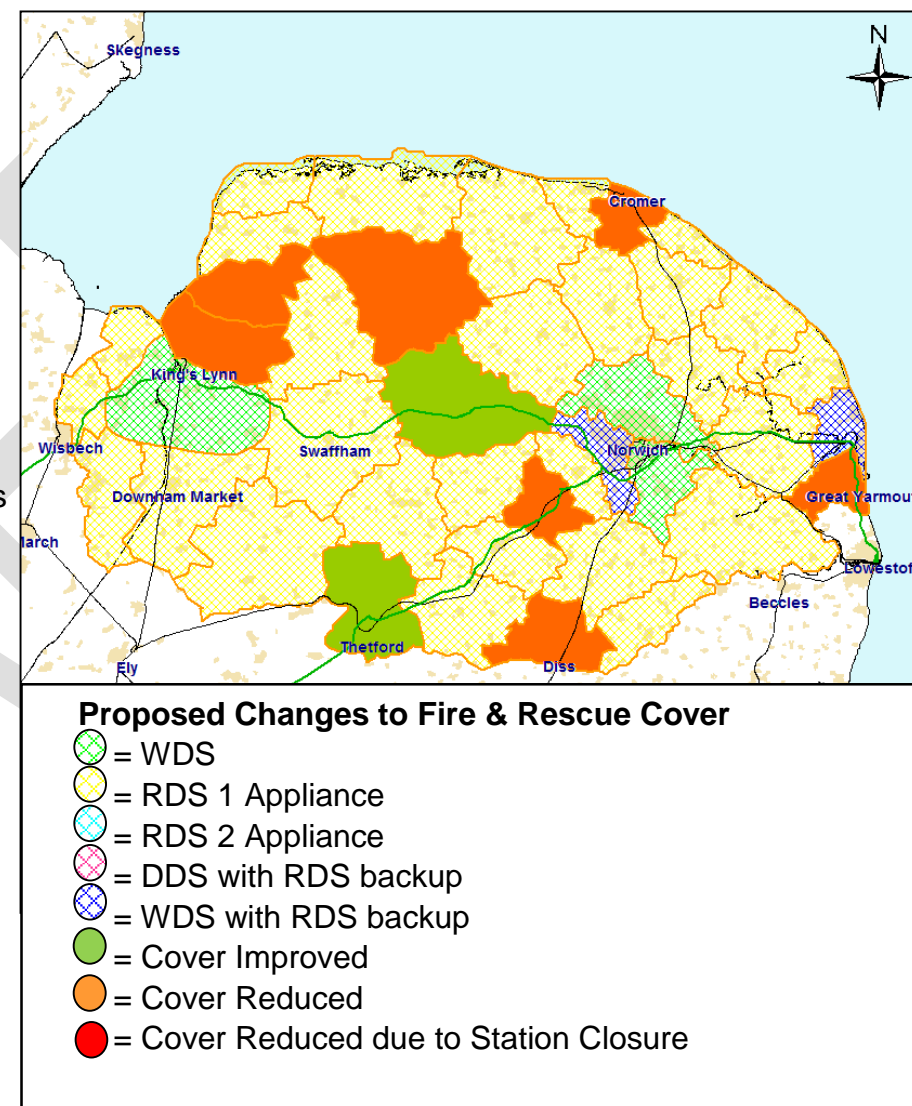 Skegness
N
Cromer
King's Lynn
Wisbech
Swaffham
Norwich
s
Downham Market
Great Yarmout
March
Lowestof
Beccles
Thetford
Ely
Diss
Proposed Changes to Fire & Rescue Cover
= WDS
= RDS 1 Appliance
= RDS 2 Appliance
= DDS with RDS backup
= WDS with RDS backup
= Cover Improved
= Cover Reduced
= Cover Reduced due to Station Closure